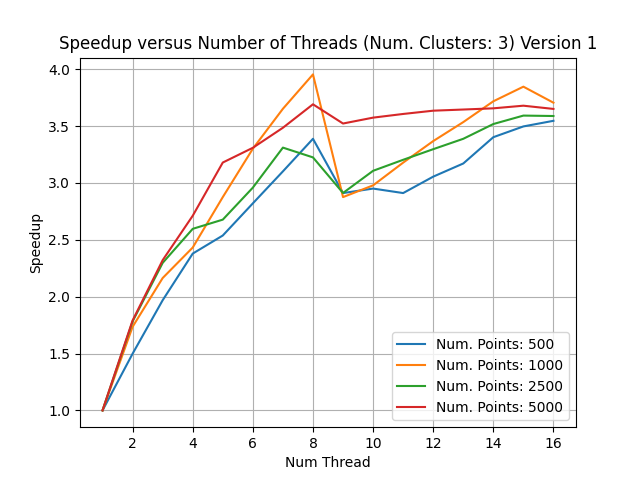 Speedup versus Number of Threads (Num. Clusters: 3) Version 1
4.0
3.5
3.0
2.5
2.0
1.5
1.0
Speedup
2 4 6 8 10 12 14 16
Num Thread
Num. Points: 500
Num. Points: 1000
Num. Points: 2500
Num. Points: 5000